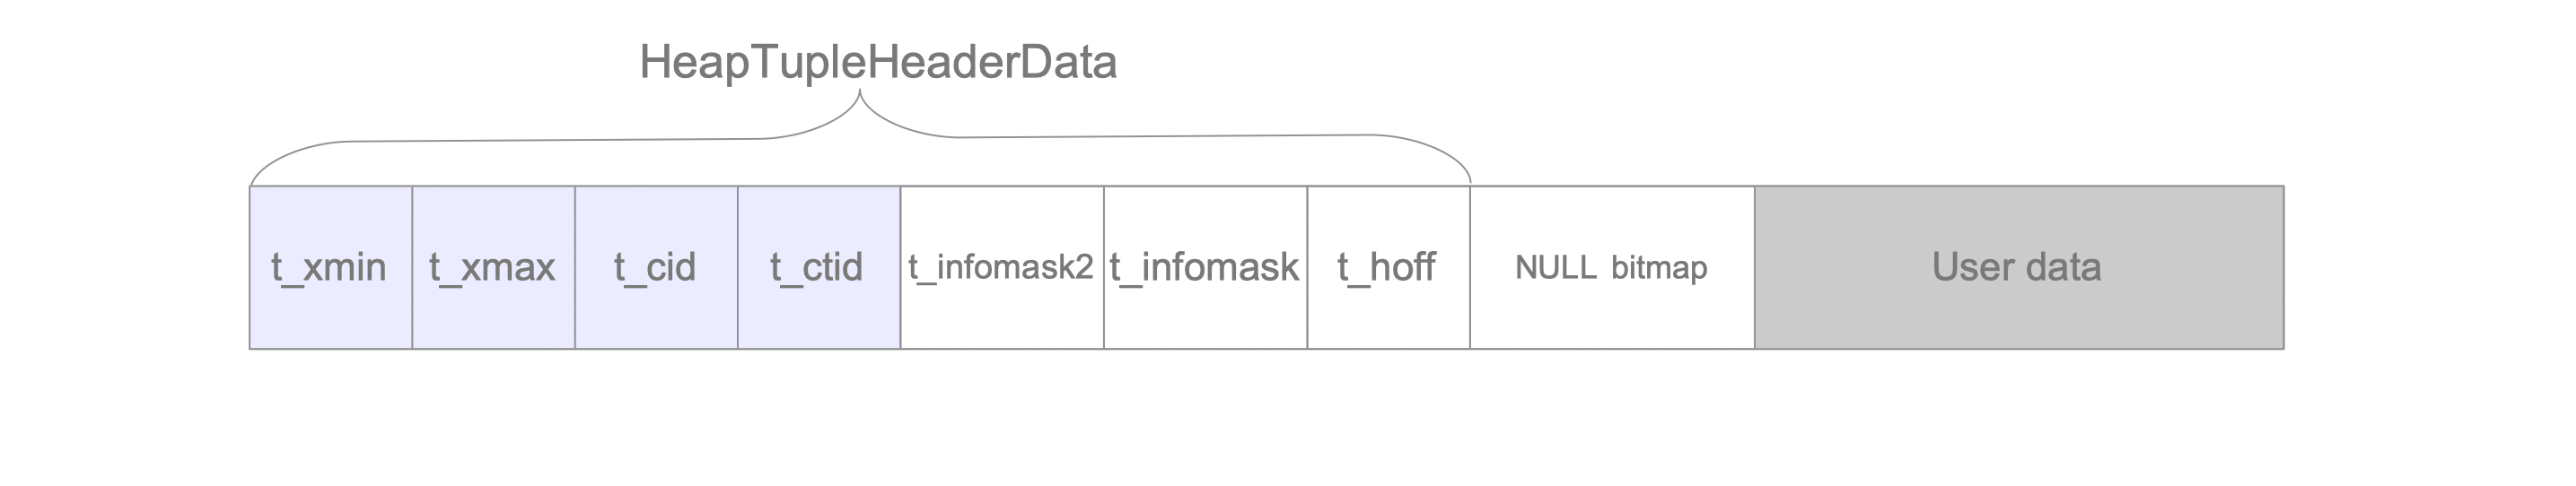 HeapTupleHeaderData
t_xmin t_xmax t_cid t_ctid t_infomask2 t_infomask t_hoff NULL bitmap User data